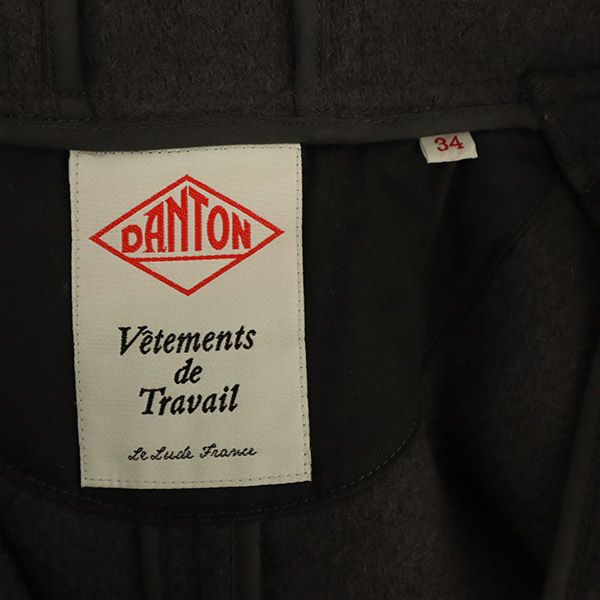 34
DANTON
Vêtements
de
Travail
Le Lude France